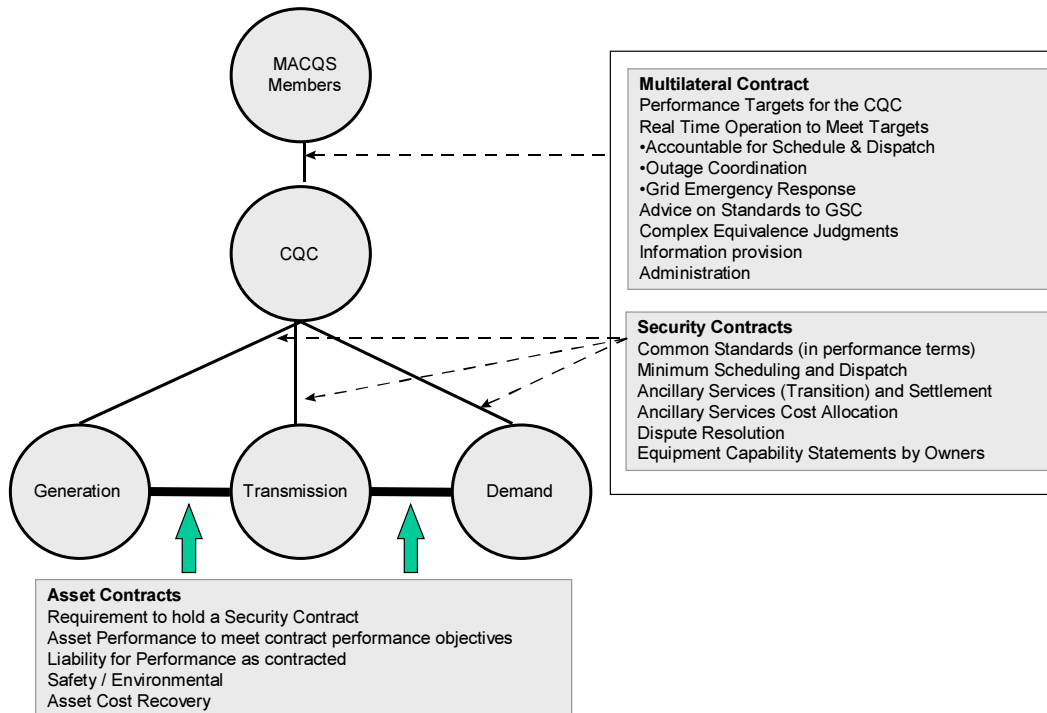 MACQS
Members
Multilateral Contract
Performance Targets for the CQC
Real Time Operation to Meet Targets
•Accountable for Schedule & Dispatch
•Outage Coordination
•Grid Emergency Response
Advice on Standards to GSC
Complex Equivalence Judgments
Information provision
Administration
CQC
Security Contracts
Common Standards (in performance terms)
Minimum Scheduling and Dispatch
Ancillary Services (Transition) and Settlement
Ancillary Services Cost Allocation
Dispute Resolution
Equipment Capability Statements by Owners
Generation
Transmission
Demand
Asset Contracts
Requirement to hold a Security Contract
Asset Performance to meet contract performance objectives
Liability for Performance as contracted
Safety / Environmental
Asset Cost Recovery